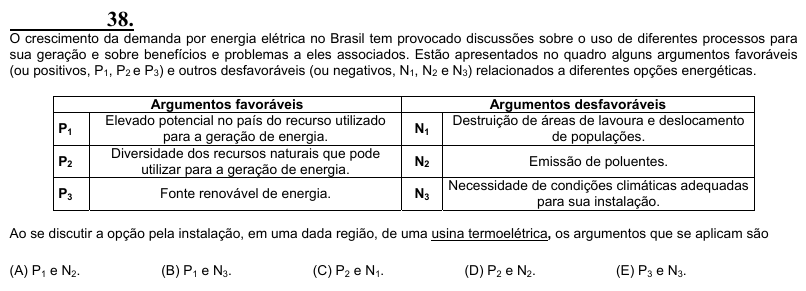 38.
O crescimento da demanda por energia elétrica no Brasil tem provocado discussões sobre o uso de diferentes processos para
sua geração e sobre benefícios e problemas a eles associados. Estão apresentados no quadro alguns argumentos favoráveis
(ou positivos, P₁, P₂ e P₃) e outros desfavoráveis (ou negativos, N₁, N₂ e N₃) relacionados a diferentes opções energéticas.
Argumentos favoráveis
Argumentos desfavoráveis
P₁
Elevado potencial no país do recurso utilizado
para a geração de energia.
N₁
Destruição de áreas de lavoura e deslocamento
de populações.
P₂
Diversidade dos recursos naturais que pode
utilizar para a geração de energia.
N₂
Emissão de poluentes.
P₃
Fonte renovável de energia.
N₃
Necessidade de condições climáticas adequadas
para sua instalação.
Ao se discutir a opção pela instalação, em uma dada região, de uma usina termoelétrica, os argumentos que se aplicam são
(A) P₁ e N₂. (B) P₁ e N₃. (C) P₂ e N₁. (D) P₂ e N₂. (E) P₃ e N₃.